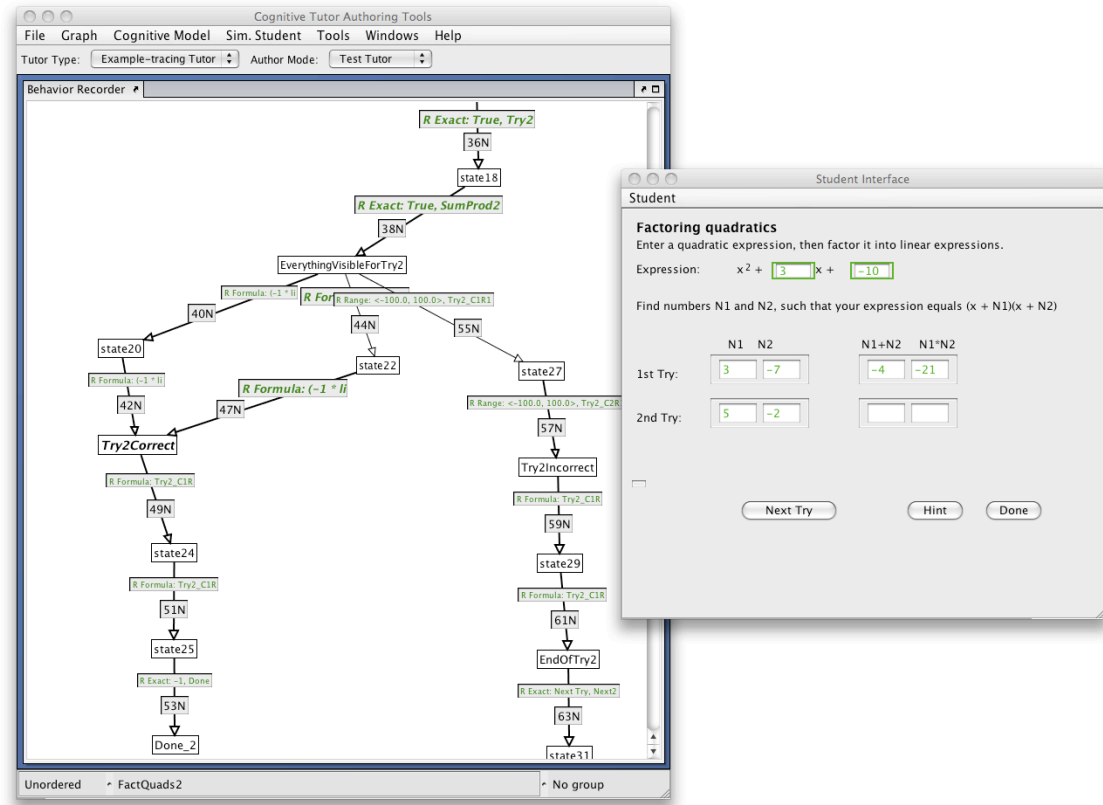 Cognitive Tutor Authoring Tools
File Graph Cognitive Model Sim. Student Tools Windows Help
Tutor Type: Example-tracing Tutor Author Mode: Test Tutor
Behavior Recorder
R Exact: True, Try2
36N
state18
R Exact: True, SumProd2
38N
EverythingVisibleForTry2
R Formula: (-1 * li
R For
R Range: <-100.0, 100.0>, Try2_C1R1
40N
44N
55N
state20
state22
state27
R Formula: (-1 * li
R Formula: (-1 * li
R Range: <-100.0, 100.0>, Try2_C2R
42N
47N
57N
Try2Correct
Try2Incorrect
R Formula: Try2_C1R
R Formula: Try2_C1R
49N
59N
state24
state29
R Formula: Try2_C1R
R Formula: Try2_C1R
51N
61N
state25
EndOfTry2
R Exact: -1, Done
R Exact: Next Try, Next2
53N
63N
Done_2
state31
Unordered FactQuads2 No group
Student Interface
Student
Factoring quadratics
Enter a quadratic expression, then factor it into linear expressions.
Expression: x² + 3 x + -10
Find numbers N1 and N2, such that your expression equals (x + N1)(x + N2)
N1 N2 N1+N2 N1*N2
1st Try: 3 -7 -4 -21
2nd Try: 5 -2
Next Try Hint Done